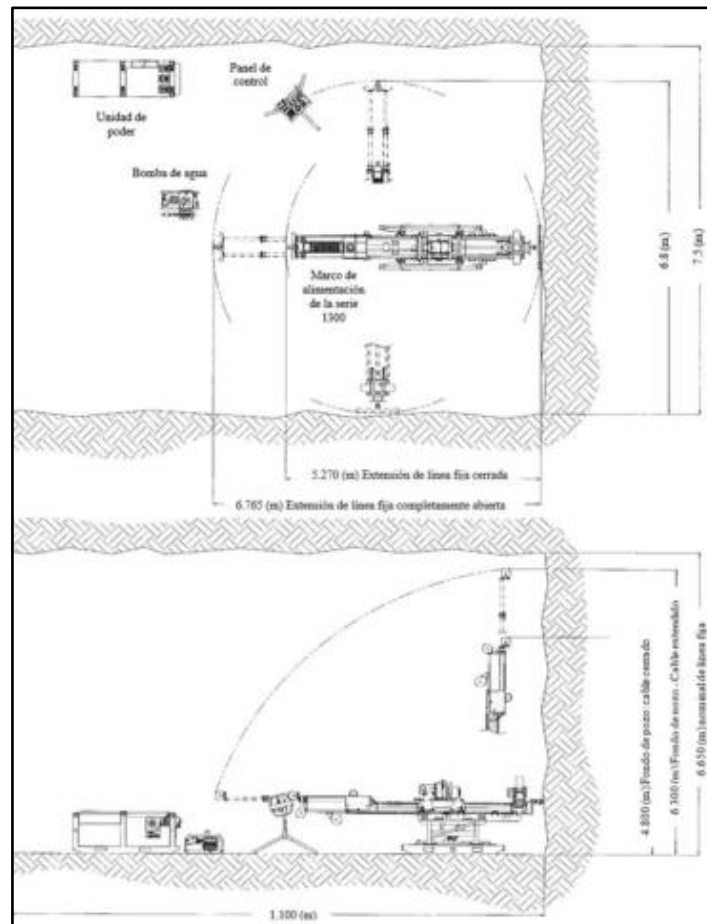 Panel de
control
Unidad de
poder
Bomba de agua
Marco de
alimentación
de la serie
1300
6.8 (m)
7.5 (m)
5.270 (m) Extensión de línea fija cerrada
6.765 (m) Extensión de línea fija completamente abierta
4.800 (m) Fondo de pozo : cable cerrado
6.300 (m) Fondo de pozo - Cable extendido
6.650 (m) nominal de línea fija
1.100 (m)